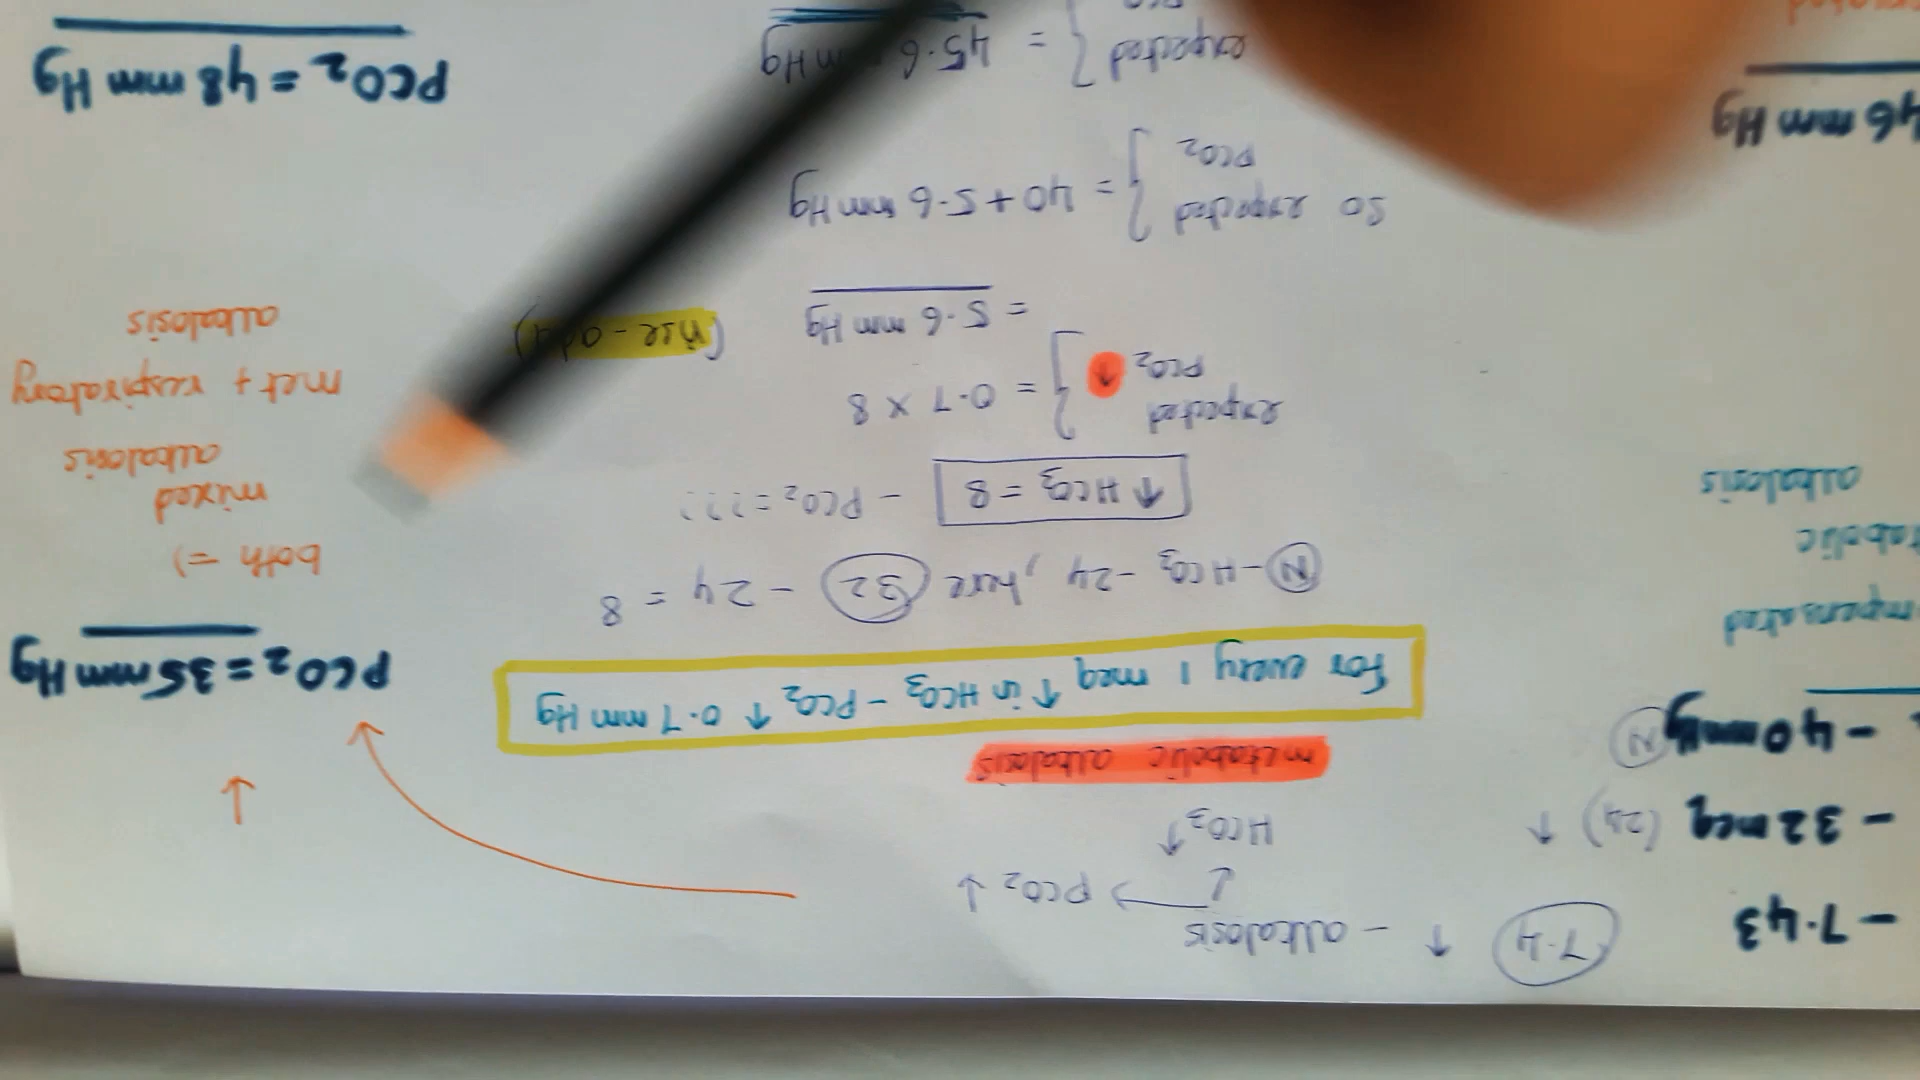 - 7.43 (7.4) ↑ - alkalosis
→ PCO₂ ↓
- 32 meq (24) ↑
HCO₃ ↑
↓
- 40 mmHg (N)
metabolic alkalosis
For every 1 meq ↑ in HCO₃ - PCO₂ ↑ 0.7 mm Hg
PCO₂ = 35 mm Hg
(N) - HCO₃ - 24, here (32) - 24 = 8
both =)
mixed
alkalosis
met + respiratory
alkalosis
alkalosis
↑ HCO₃ = 8 - PCO₂ = ???
expected
↑ PCO₂ } = 0.7 x 8
= 5.6 mm Hg
So expected
PCO₂ } = 40 + 5.6 mm Hg
46 mm Hg
expected } = 45.6 mm Hg
PCO₂ = 48 mm Hg